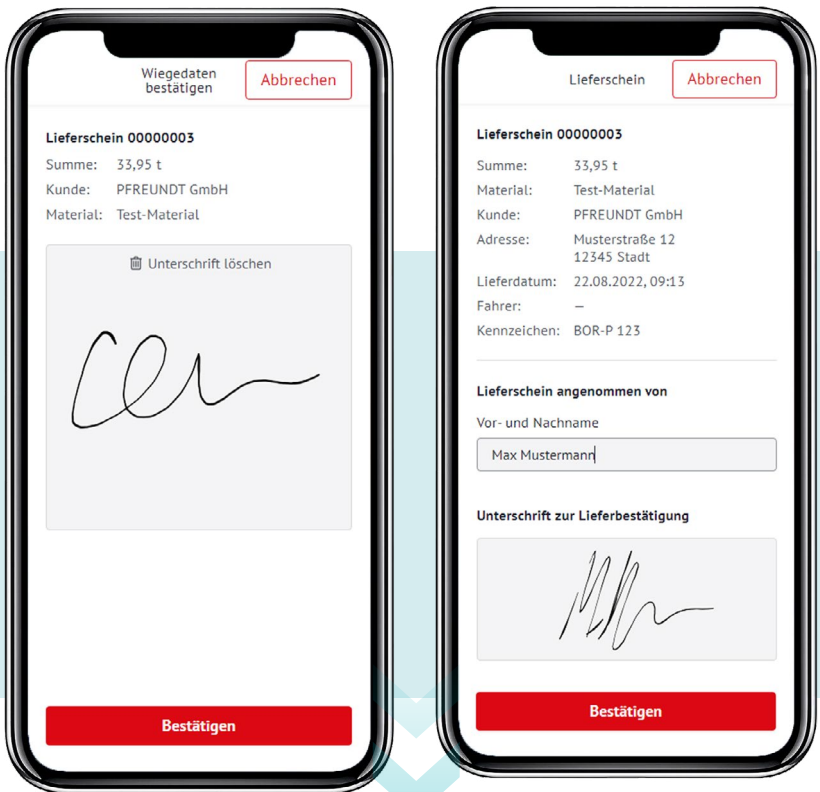 Wiegedaten
bestätigen
Abbrechen
Lieferschein 00000003
Summe: 33,95 t
Kunde: PFREUNDT GmbH
Material: Test-Material
Unterschrift löschen
Bestätigen
Lieferschein
Abbrechen
Lieferschein 00000003
Summe: 33,95 t
Material: Test-Material
Kunde: PFREUNDT GmbH
Adresse: Musterstraße 12
12345 Stadt
Lieferdatum: 22.08.2022, 09:13
Fahrer: –
Kennzeichen: BOR-P 123
Lieferschein angenommen von
Vor- und Nachname
Max Mustermann
Unterschrift zur Lieferbestätigung
Bestätigen